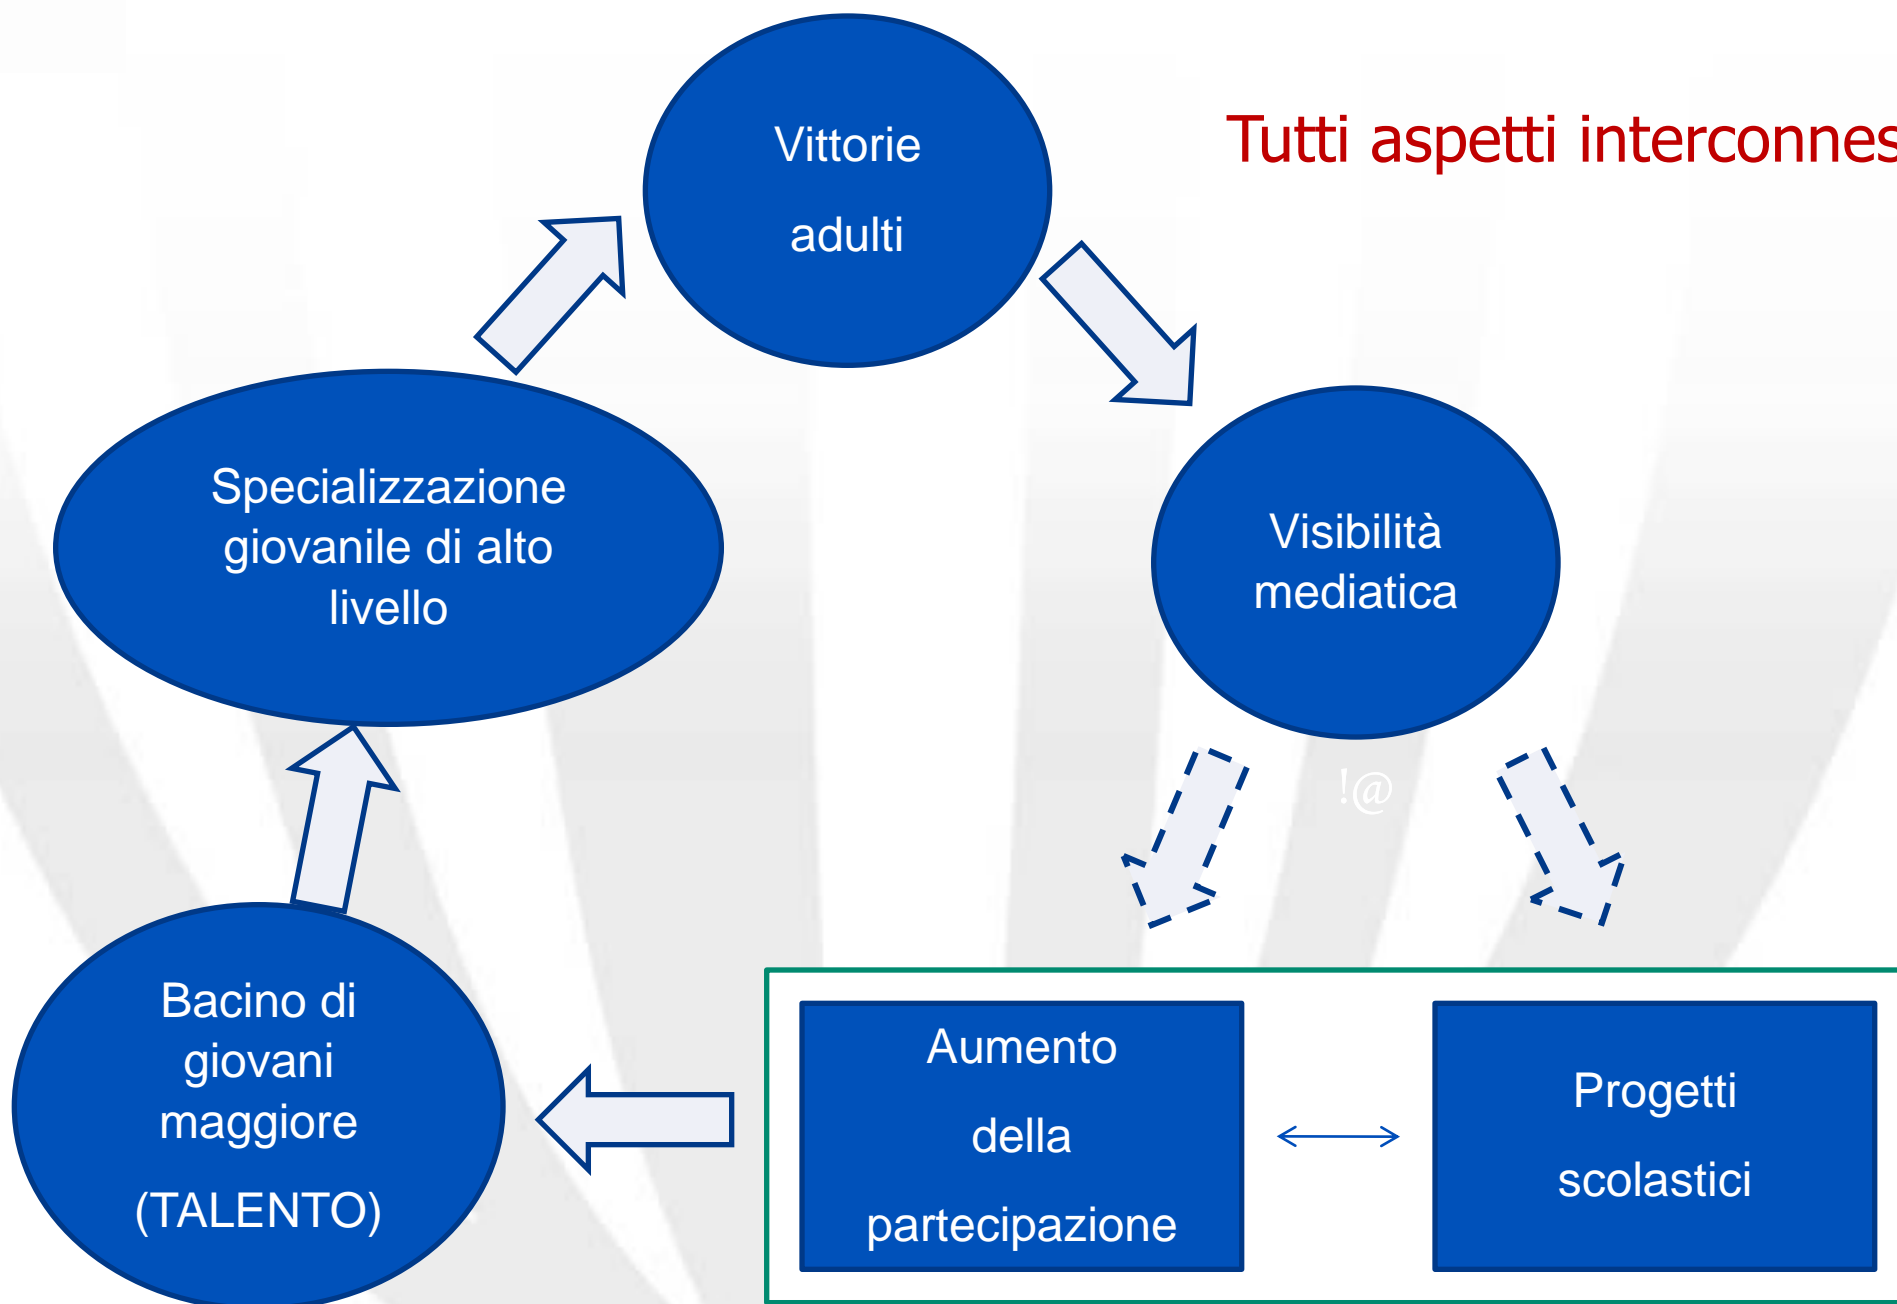 Vittorie
adulti
Tutti aspetti interconnes
Specializzazione
giovanile di alto
livello
Visibilità
mediatica
!@
Bacino di
giovani
maggiore
(TALENTO)
Aumento
della
partecipazione
Progetti
scolastici